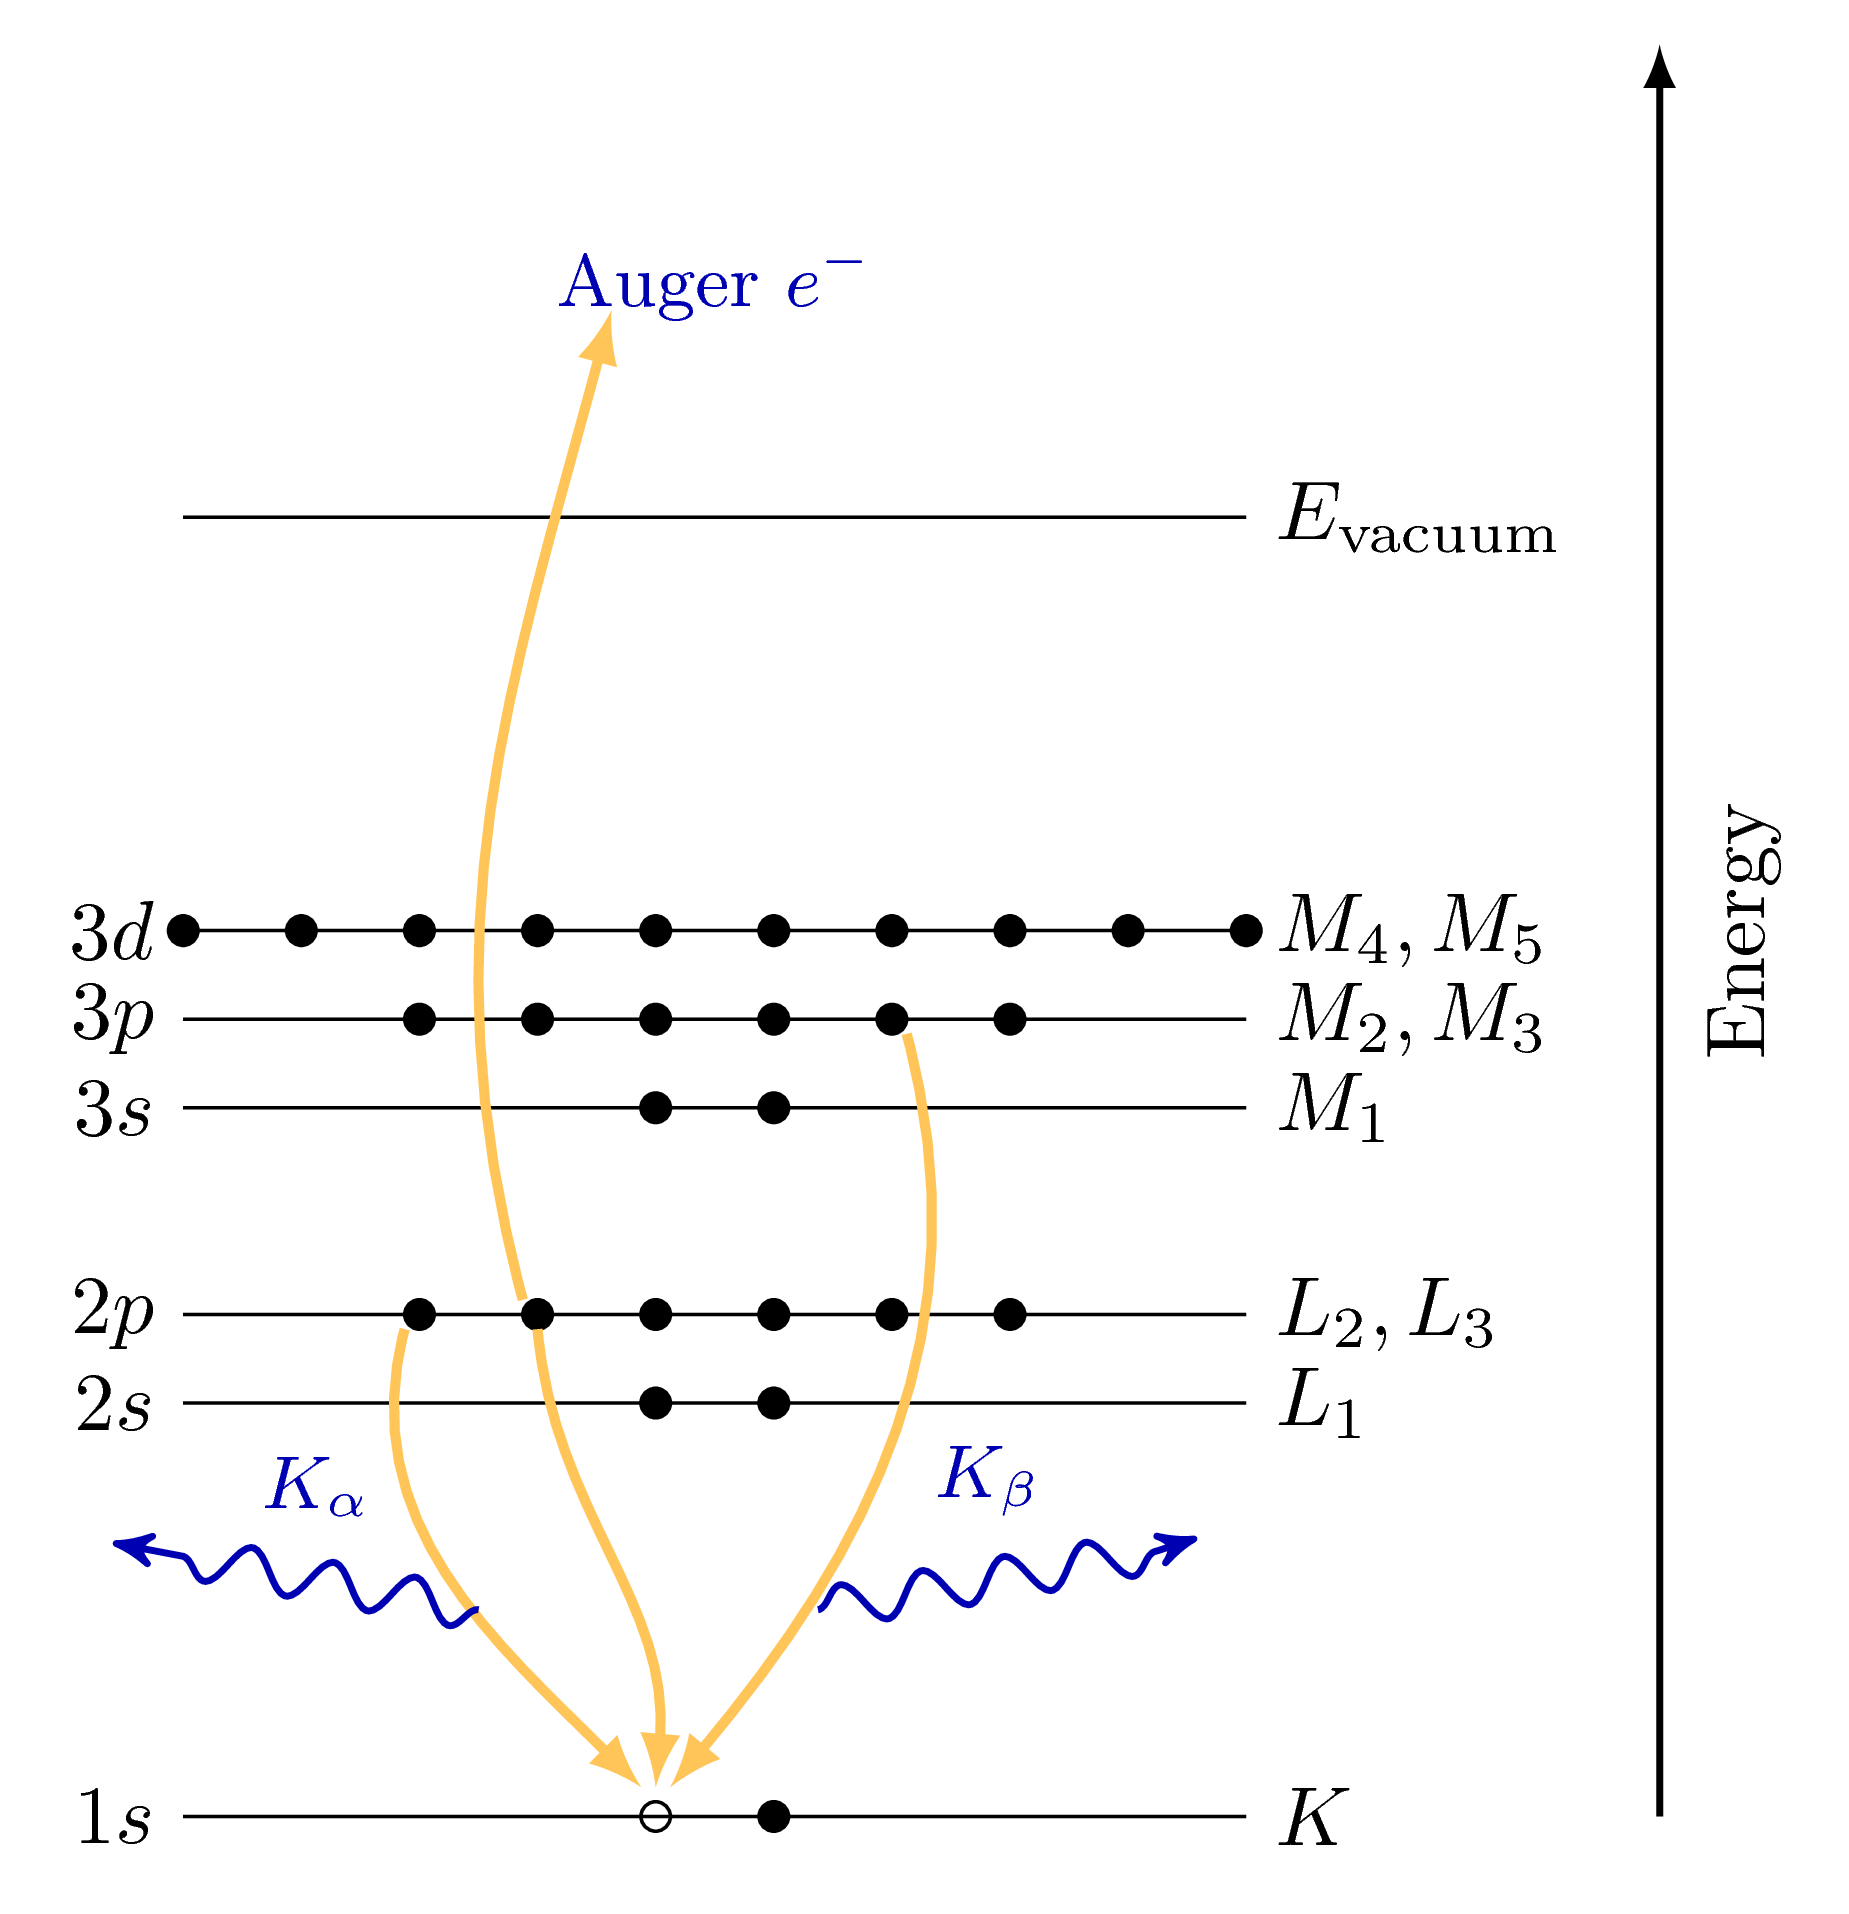 Auger e⁻
E_vacuum
3d M₄, M₅
3p M₂, M₃
3s M₁
2p L₂, L₃
2s L₁
K_α K_β
1s K
Energy